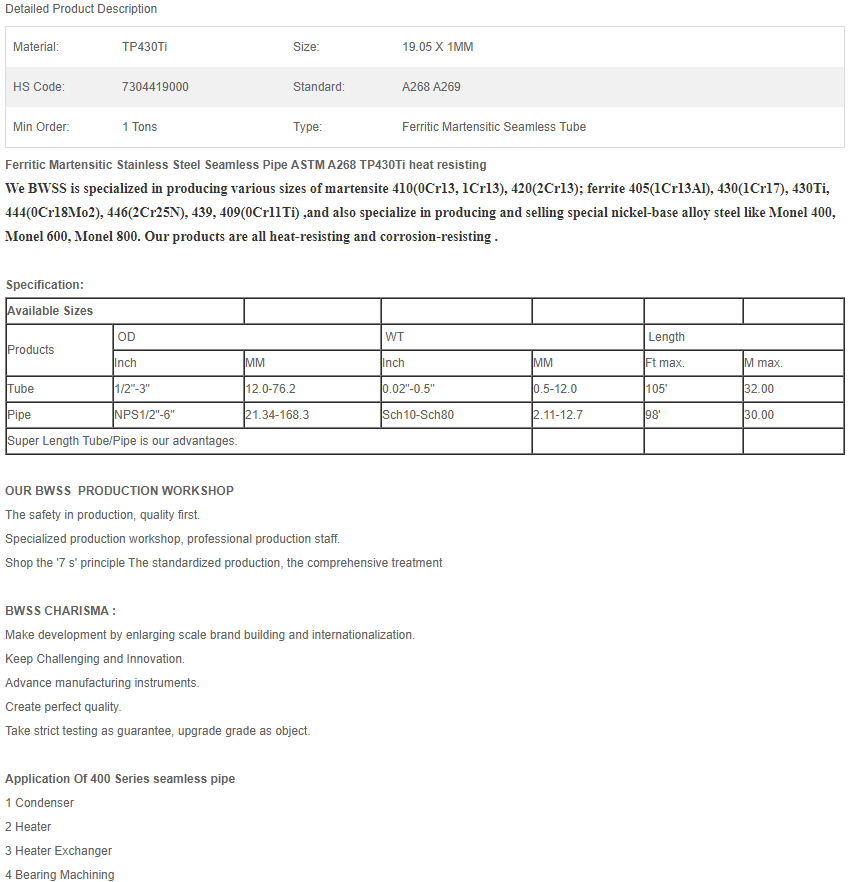 Detailed Product Description
Material: TP430Ti Size: 19.05 X 1MM
HS Code: 7304419000 Standard: A268 A269
Min Order: 1 Tons Type: Ferritic Martensitic Seamless Tube
Ferritic Martensitic Stainless Steel Seamless Pipe ASTM A268 TP430Ti heat resisting
We BWSS is specialized in producing various sizes of martensite 410(0Cr13, 1Cr13), 420(2Cr13); ferrite 405(1Cr13Al), 430(1Cr17), 430Ti,
444(0Cr18Mo2), 446(2Cr25N), 439, 409(0Cr11Ti) ,and also specialize in producing and selling special nickel-base alloy steel like Monel 400,
Monel 600, Monel 800. Our products are all heat-resisting and corrosion-resisting .
Specification:
Available Sizes
Products OD WT Length
Inch MM Inch MM Ft max. M max.
Tube 1/2"-3" 12.0-76.2 0.02"-0.5" 0.5-12.0 105' 32.00
Pipe NPS1/2"-6" 21.34-168.3 Sch10-Sch80 2.11-12.7 98' 30.00
Super Length Tube/Pipe is our advantages.
OUR BWSS  PRODUCTION WORKSHOP
The safety in production, quality first.
Specialized production workshop, professional production staff.
Shop the '7 s' principle The standardized production, the comprehensive treatment
BWSS CHARISMA :
Make development by enlarging scale brand building and internationalization.
Keep Challenging and Innovation.
Advance manufacturing instruments.
Create perfect quality.
Take strict testing as guarantee, upgrade grade as object.
Application Of 400 Series seamless pipe
1 Condenser
2 Heater
3 Heater Exchanger
4 Bearing Machining